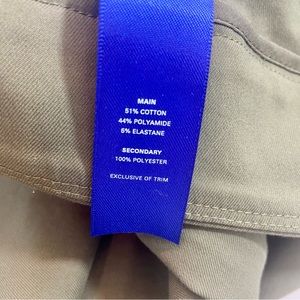 MAIN
51% COTTON
44% POLYAMIDE
5% ELASTANE
SECONDARY
100% POLYESTER
EXCLUSIVE OF TRIM